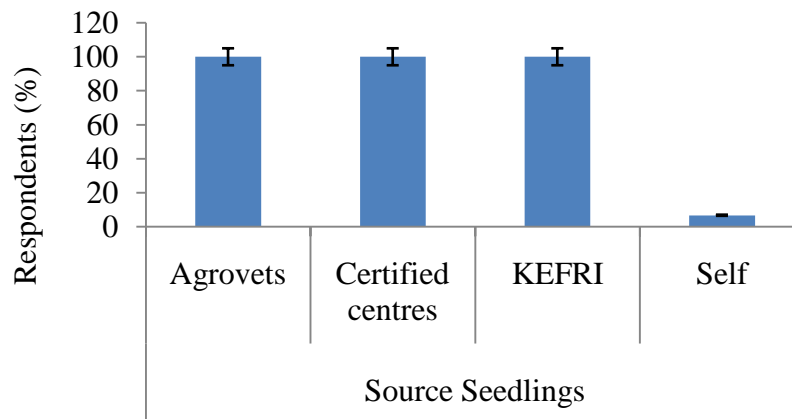 Respondents (%)
120
100
80
60
40
20
0
Agrovets
Certified
centres
KEFRI
Self
Source Seedlings